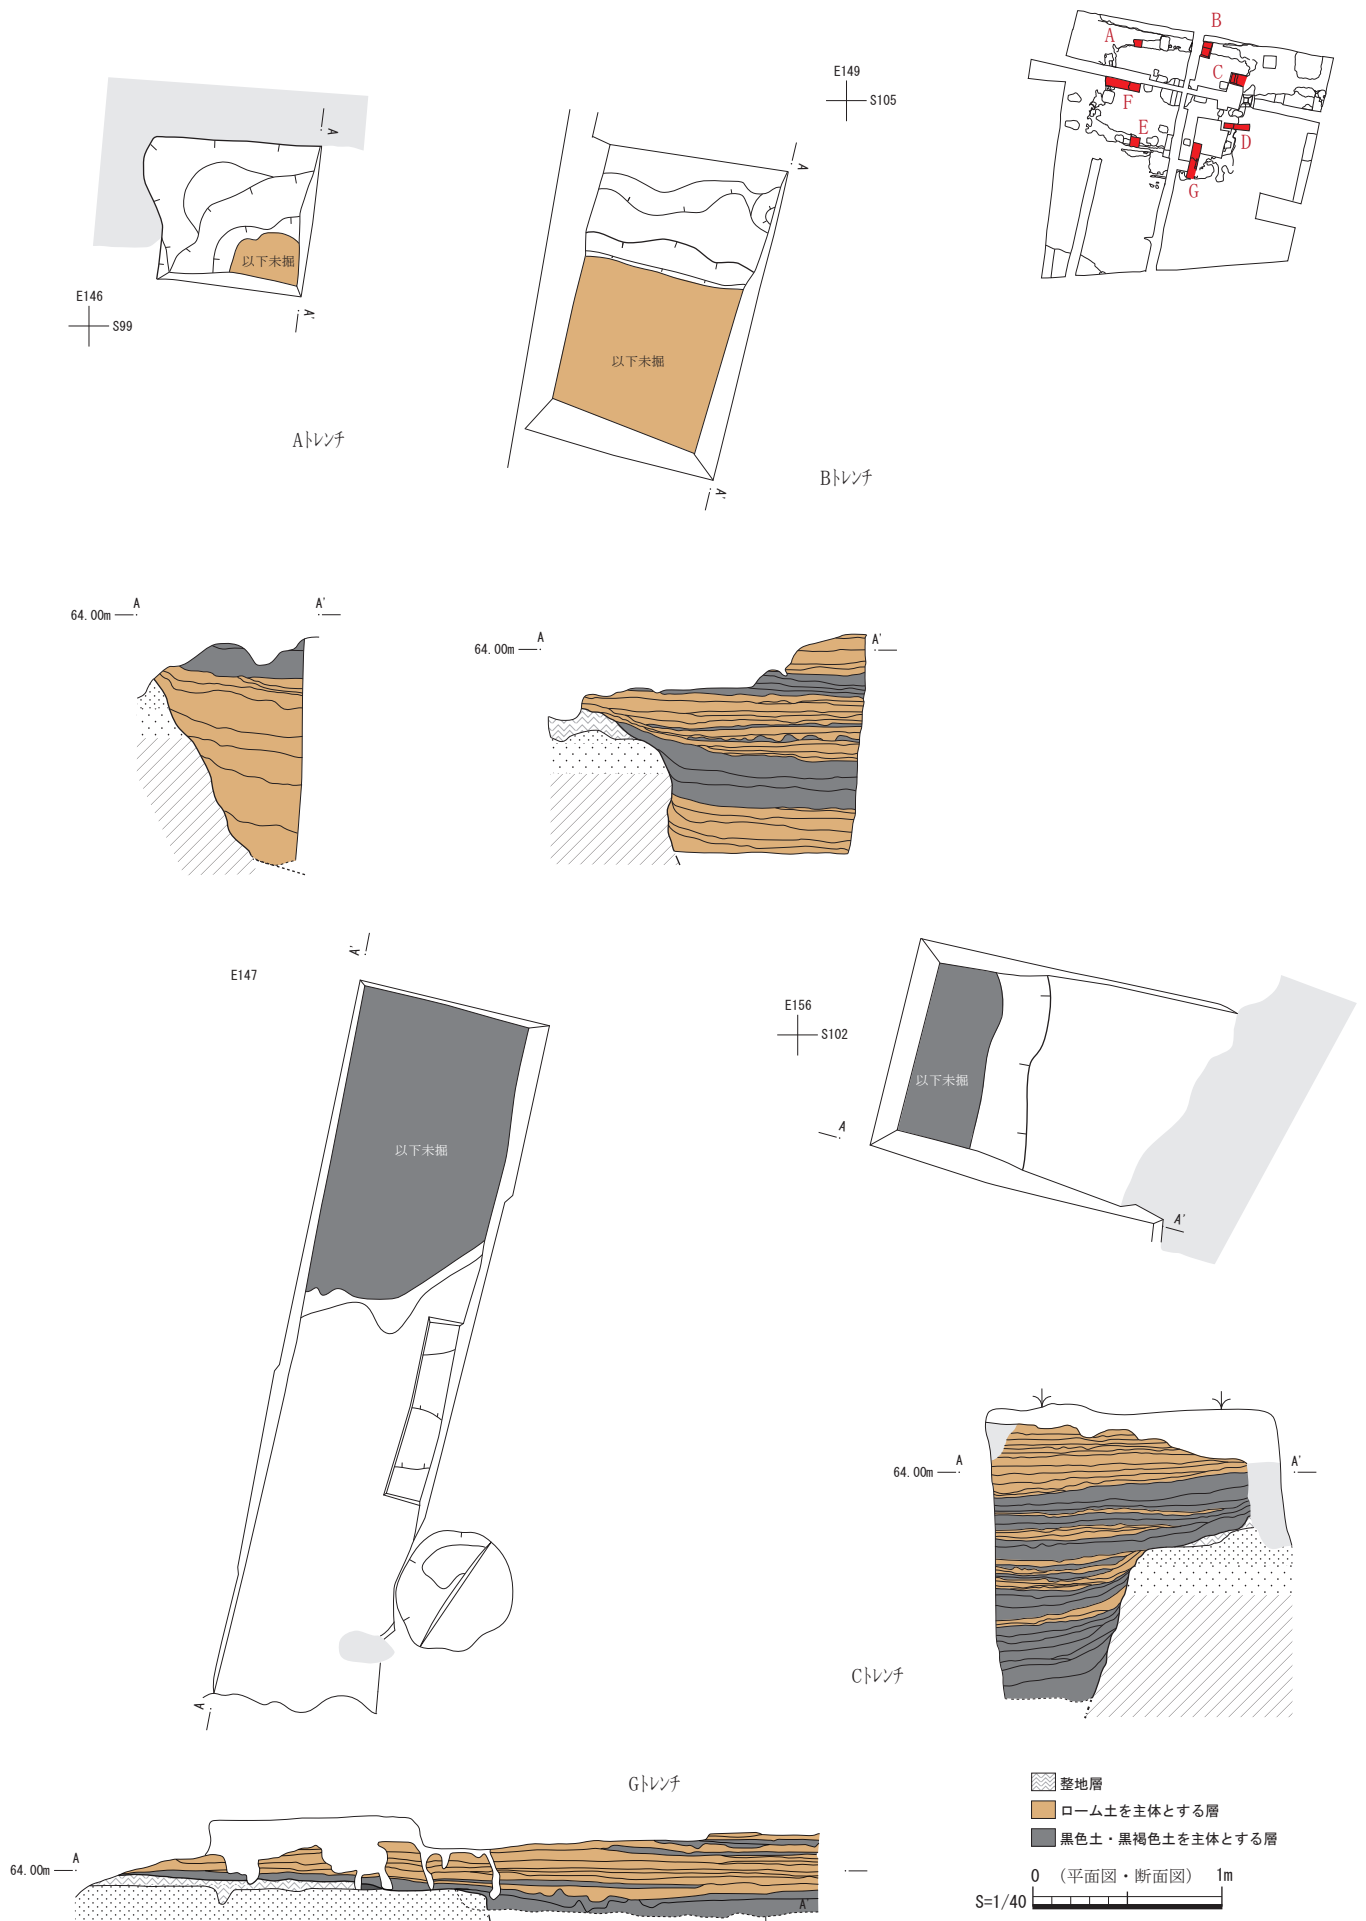 A
B
C
F
E
D
G
E149
S105
A
A'
以下未掘
E146
S99
Aトレンチ
A
A'
以下未掘
Bトレンチ
64.00m
A
A'
64.00m
A
A'
E147
A'
以下未掘
A
E156
S102
以下未掘
A
A'
64.00m
A
A'
Cトレンチ
Gトレンチ
64.00m
A
A'
整地層
ローム土を主体とする層
黒色土・黒褐色土を主体とする層
0 (平面図・断面図) 1m
S=1/40